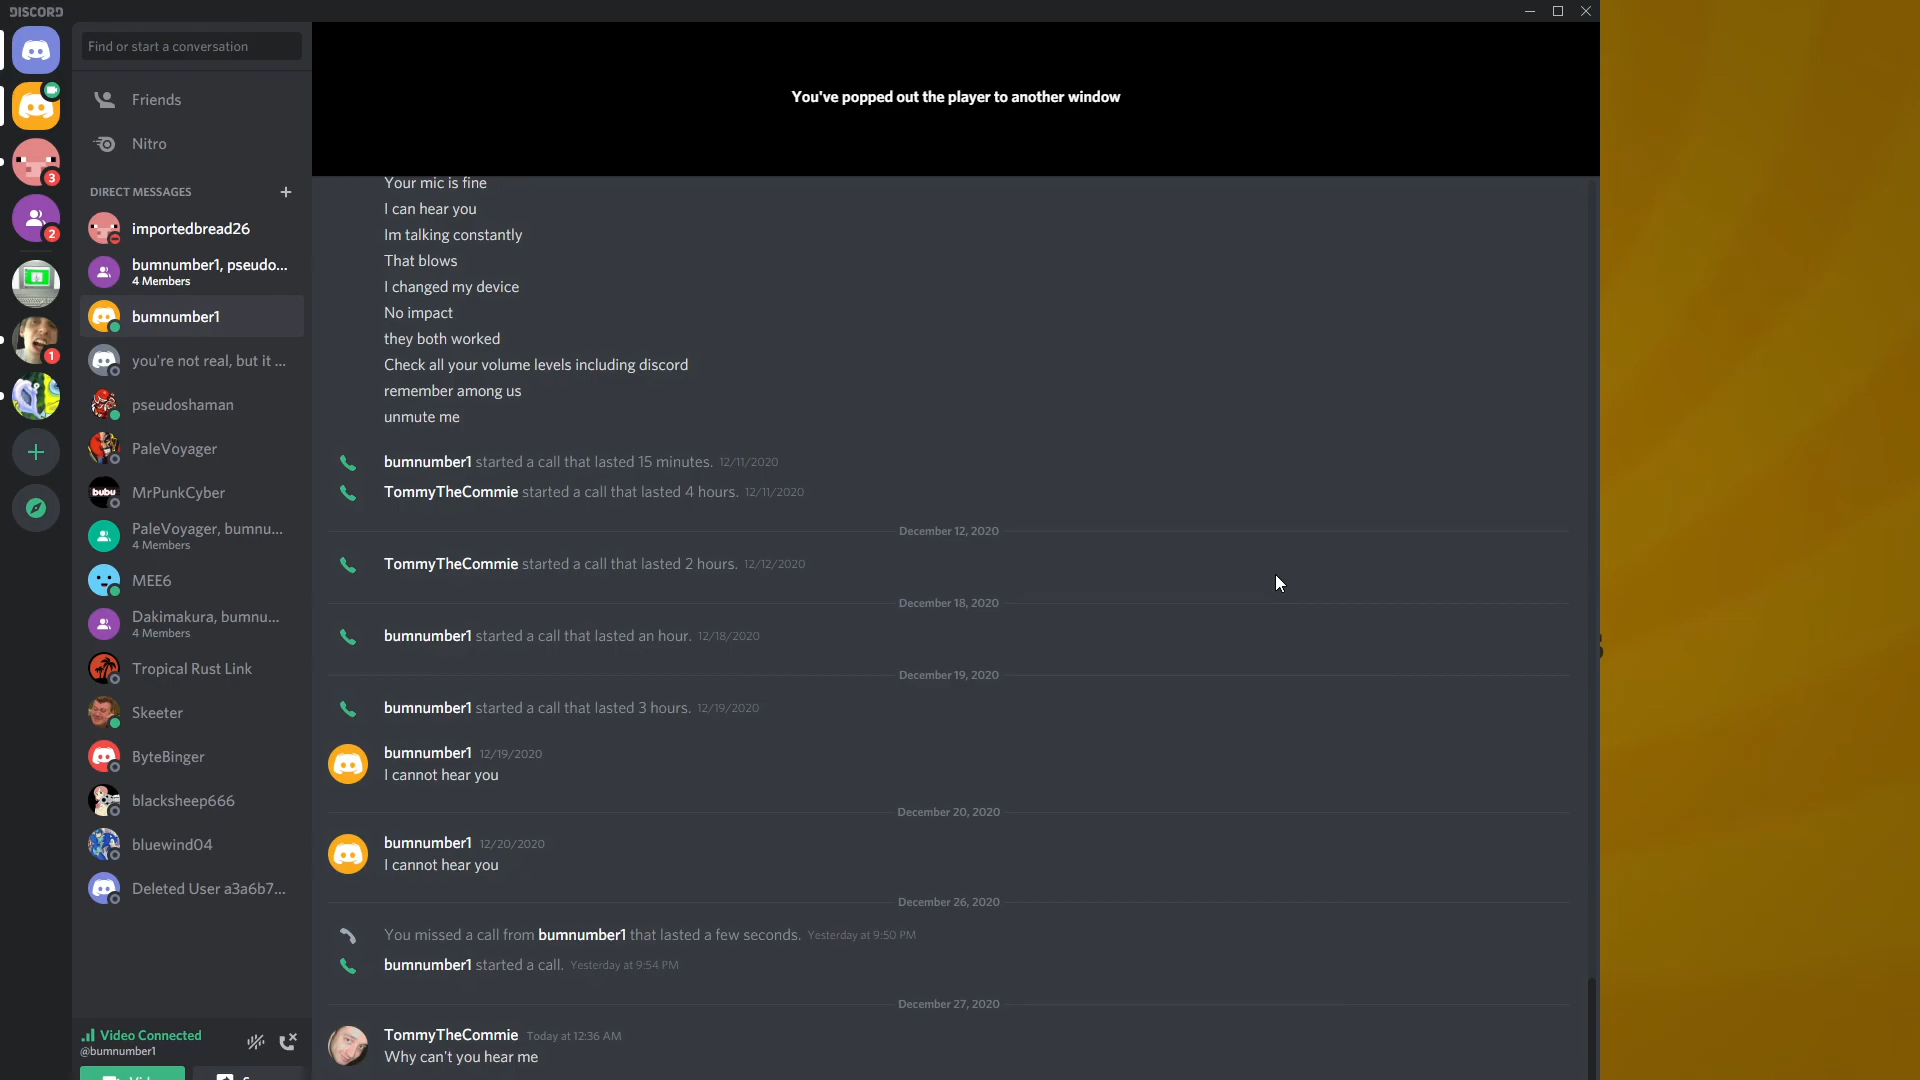 DISCORD
Find or start a conversation
You've popped out the player to another window
Friends
Nitro
3
2
1
DIRECT MESSAGES
importedbread26
bumnumber1, pseudo...
4 Members
bumnumber1
you're not real, but it ...
pseudoshaman
PaleVoyager
bubu
MrPunkCyber
PaleVoyager, bumnu...
4 Members
MEE6
Dakimakura, bumnu...
4 Members
Tropical Rust Link
Skeeter
ByteBinger
blacksheep666
bluewind04
Deleted User a3a6b7...
Video Connected
@bumnumber1
Your mic is fine
I can hear you
Im talking constantly
That blows
I changed my device
No impact
they both worked
Check all your volume levels including discord
remember among us
unmute me
bumnumber1 started a call that lasted 15 minutes. 12/11/2020
TommyTheCommie started a call that lasted 4 hours. 12/11/2020
December 12, 2020
TommyTheCommie started a call that lasted 2 hours. 12/12/2020
December 18, 2020
bumnumber1 started a call that lasted an hour. 12/18/2020
December 19, 2020
bumnumber1 started a call that lasted 3 hours. 12/19/2020
bumnumber1 12/19/2020
I cannot hear you
December 20, 2020
bumnumber1 12/20/2020
I cannot hear you
December 26, 2020
You missed a call from bumnumber1 that lasted a few seconds. Yesterday at 9:50 PM
bumnumber1 started a call. Yesterday at 9:54 PM
December 27, 2020
TommyTheCommie Today at 12:36 AM
Why can't you hear me